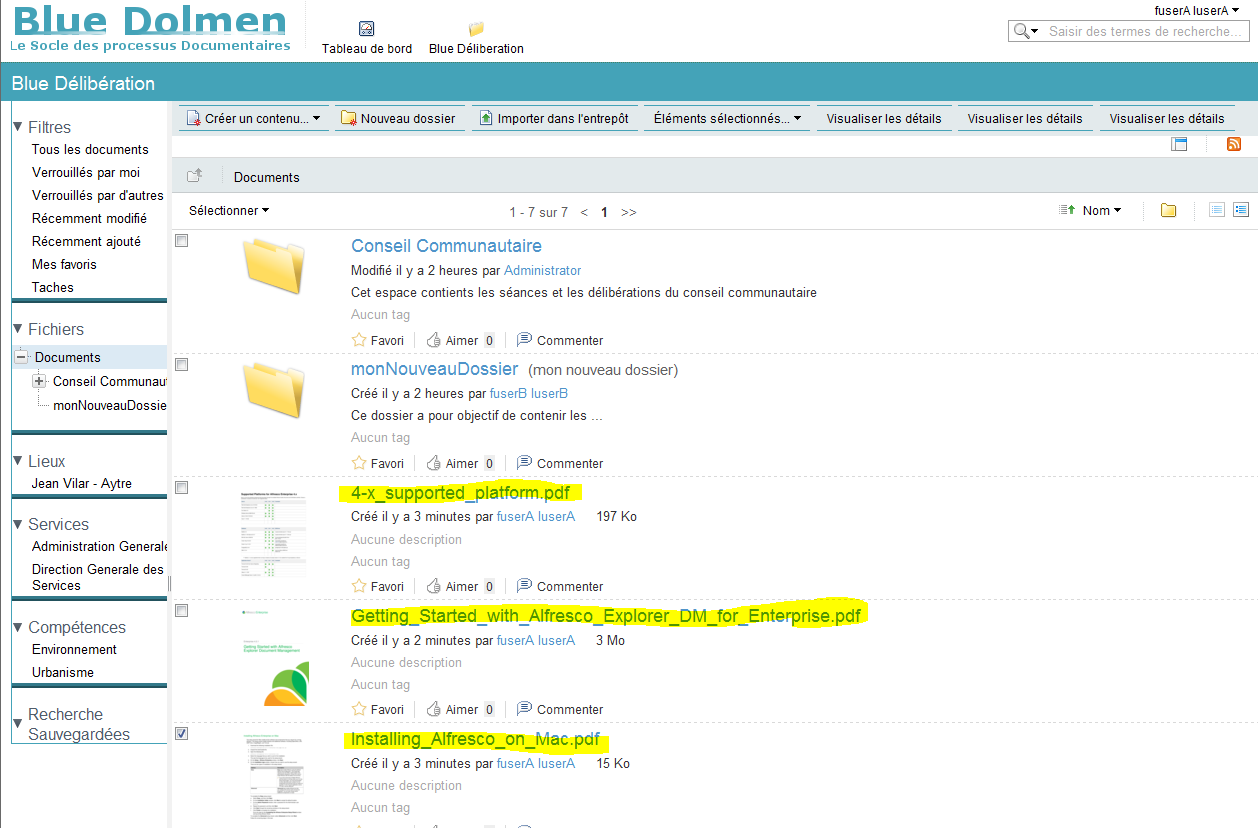 Blue Dolmen
Le Socle des processus Documentaires
Tableau de bord
Blue Déliberation
fuserA luserA
Saisir des termes de recherche...
Blue Délibération
Filtres
Tous les documents
Verrouillés par moi
Verrouillés par d'autres
Récemment modifié
Récemment ajouté
Mes favoris
Taches
Fichiers
Documents
Conseil Communau
monNouveauDossie
Lieux
Jean Vilar - Aytre
Services
Administration Generale
Direction Generale des
Services
Compétences
Environnement
Urbanisme
Recherche
Sauvegardées
Créer un contenu...
Nouveau dossier
Importer dans l'entrepôt
Éléments sélectionnés...
Visualiser les détails
Visualiser les détails
Visualiser les détails
Documents
Sélectionner
1 - 7 sur 7 < 1 >>
Nom
Conseil Communautaire
Modifié il y a 2 heures par Administrator
Cet espace contients les séances et les délibérations du conseil communautaire
Aucun tag
Favori Aimer 0 Commenter
monNouveauDossier (mon nouveau dossier)
Créé il y a 2 heures par fuserB luserB
Ce dossier a pour objectif de contenir les ...
Aucun tag
Favori Aimer 0 Commenter
4-x_supported_platform.pdf
Créé il y a 3 minutes par fuserA luserA 197 Ko
Aucune description
Aucun tag
Favori Aimer 0 Commenter
Getting_Started_with_Alfresco_Explorer_DM_for_Enterprise.pdf
Créé il y a 2 minutes par fuserA luserA 3 Mo
Aucune description
Aucun tag
Favori Aimer 0 Commenter
Getting Started with Alfresco
Explorer Document Management
Installing_Alfresco_on_Mac.pdf
Créé il y a 3 minutes par fuserA luserA 15 Ko
Aucune description
Aucun tag